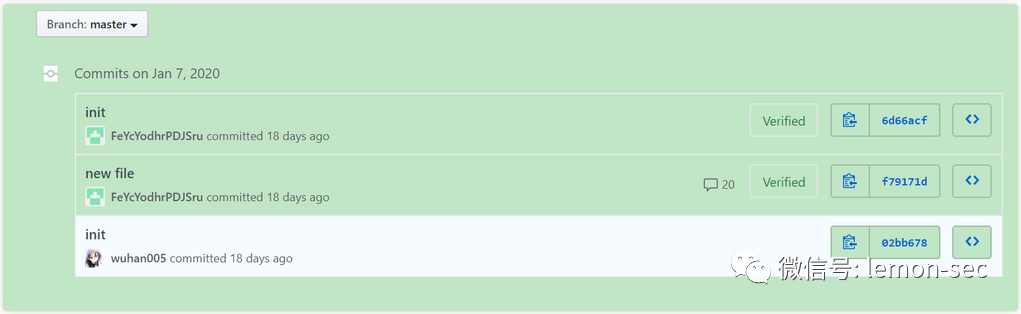 Branch: master
Commits on Jan 7, 2020
init
FeYcYodhrPDJSru committed 18 days ago
Verified
6d66acf
new file
FeYcYodhrPDJSru committed 18 days ago
20
Verified
f79171d
init
wuhan005 committed 18 days ago
02bb678
微信号: lemon-sec